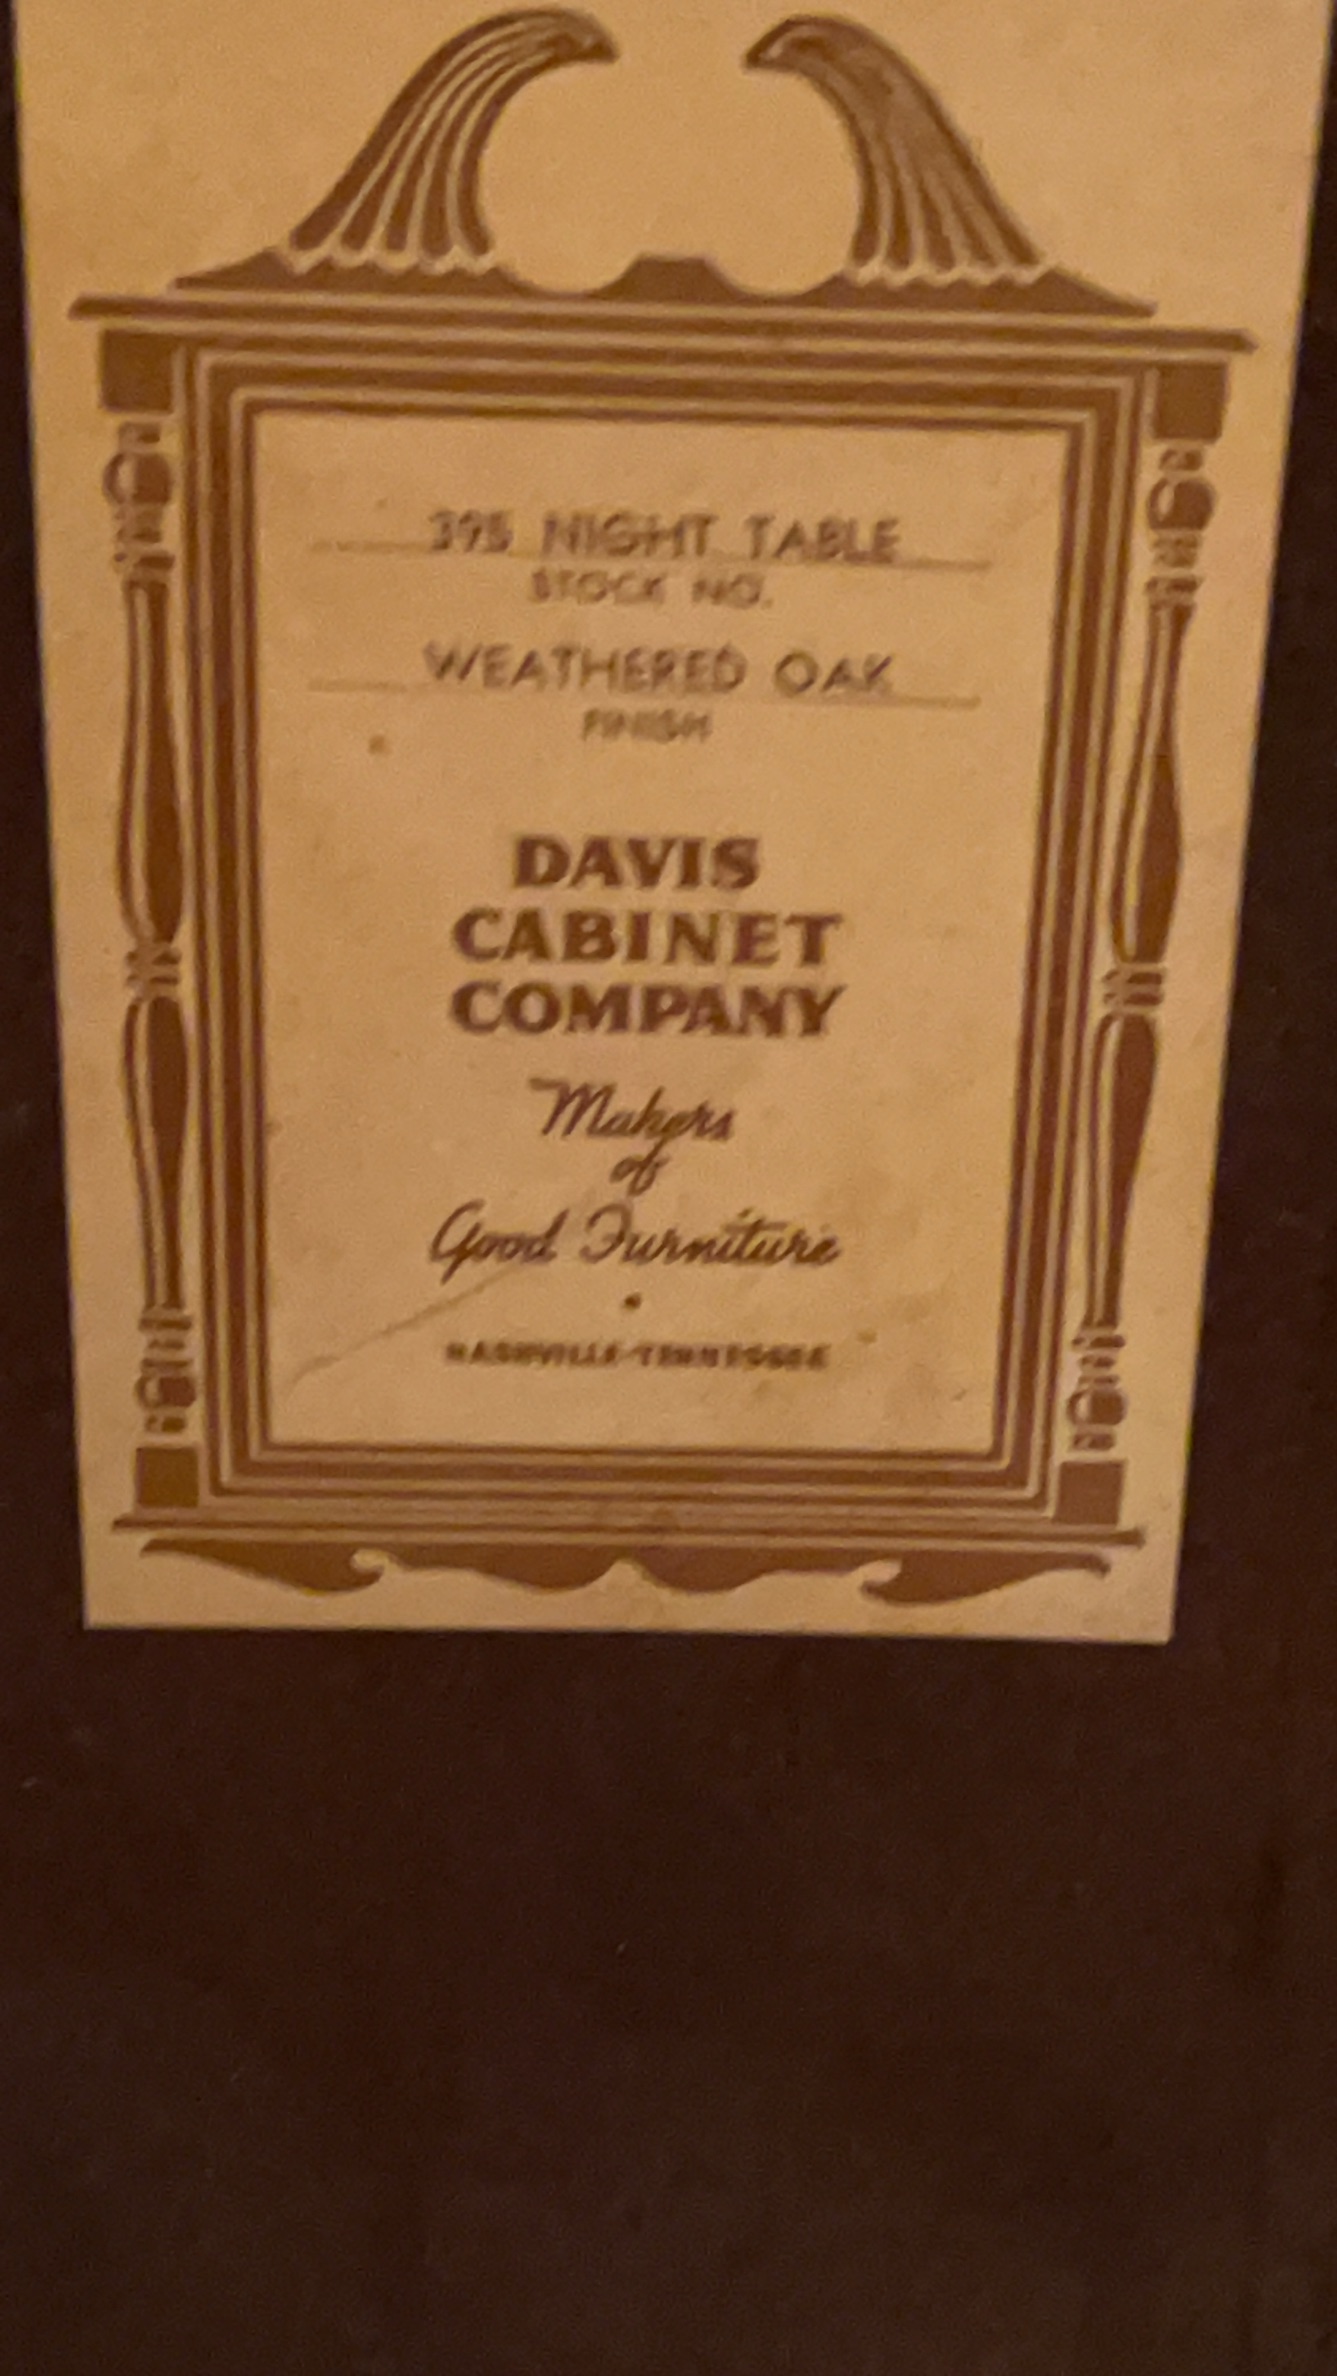 395 NIGHT TABLE
STOCK NO.
WEATHERED OAK
FINISH
DAVIS
CABINET
COMPANY
Makers
of
Good Furniture
NASHVILLE-TENNESSEE